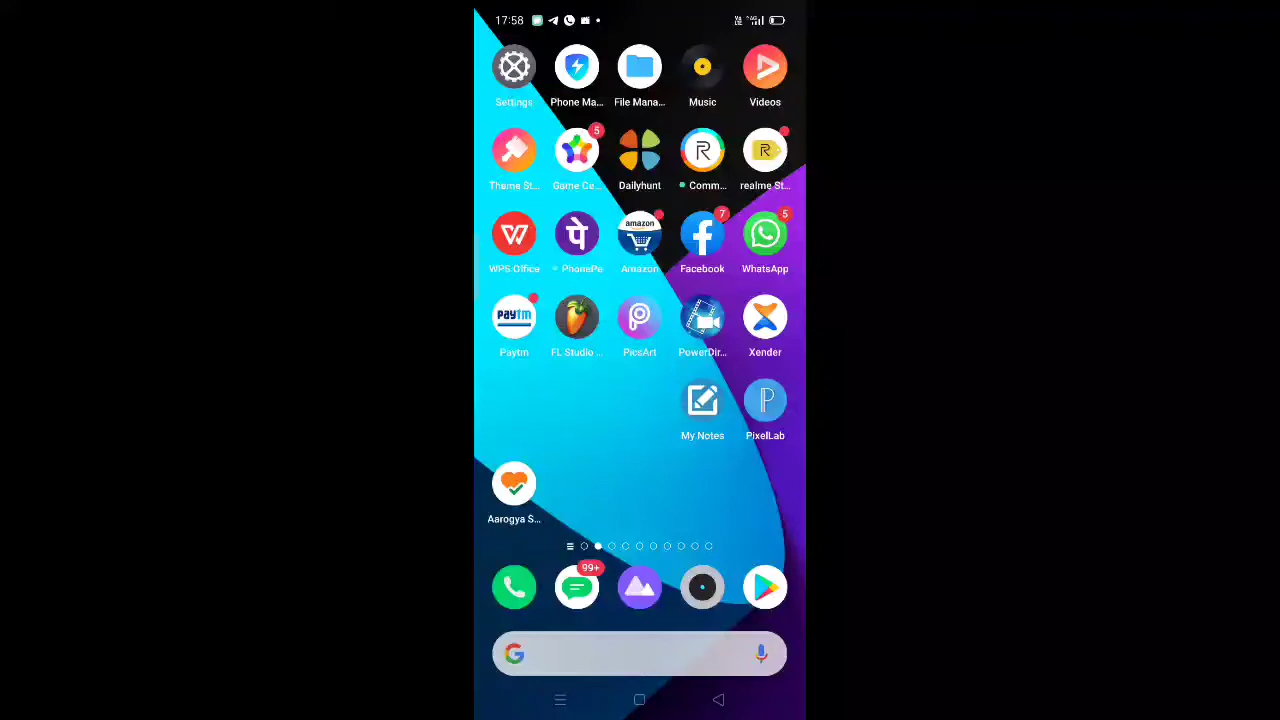 17:58
Settings Phone Ma... File Mana... Music Videos
5
Theme St... Game Ce... Dailyhunt Comm... realme St...
amazon 7 5
WPS Office PhonePe Amazon Facebook WhatsApp
paytm
Paytm FL Studio ... PicsArt PowerDir... Xender
My Notes PixelLab
Aarogya S...
99+